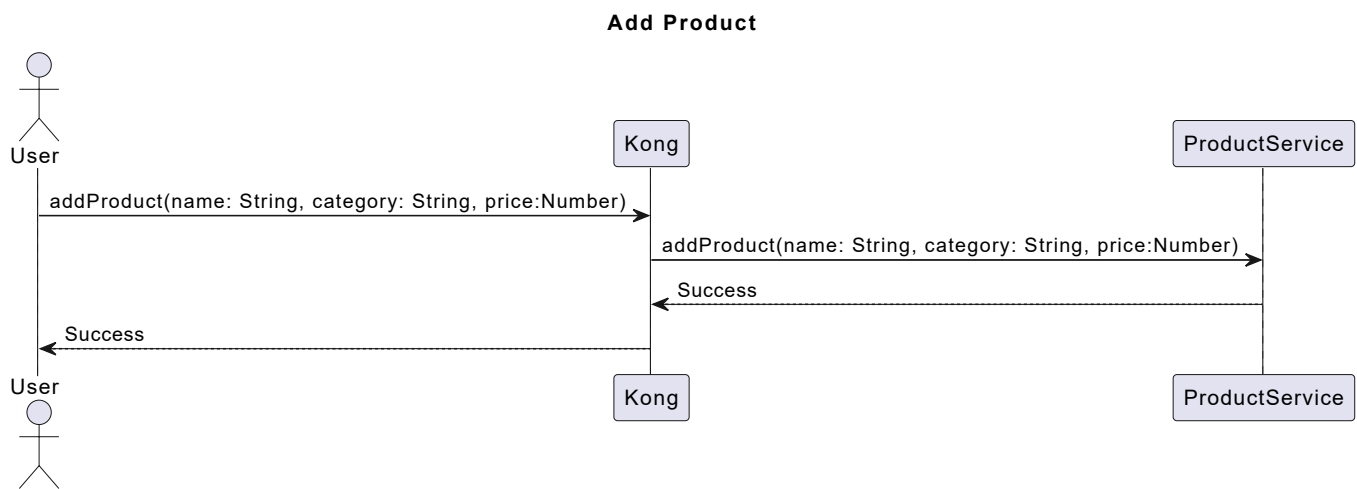 Add Product
User
Kong
ProductService
addProduct(name: String, category: String, price:Number)
addProduct(name: String, category: String, price:Number)
Success
Success
User
Kong
ProductService